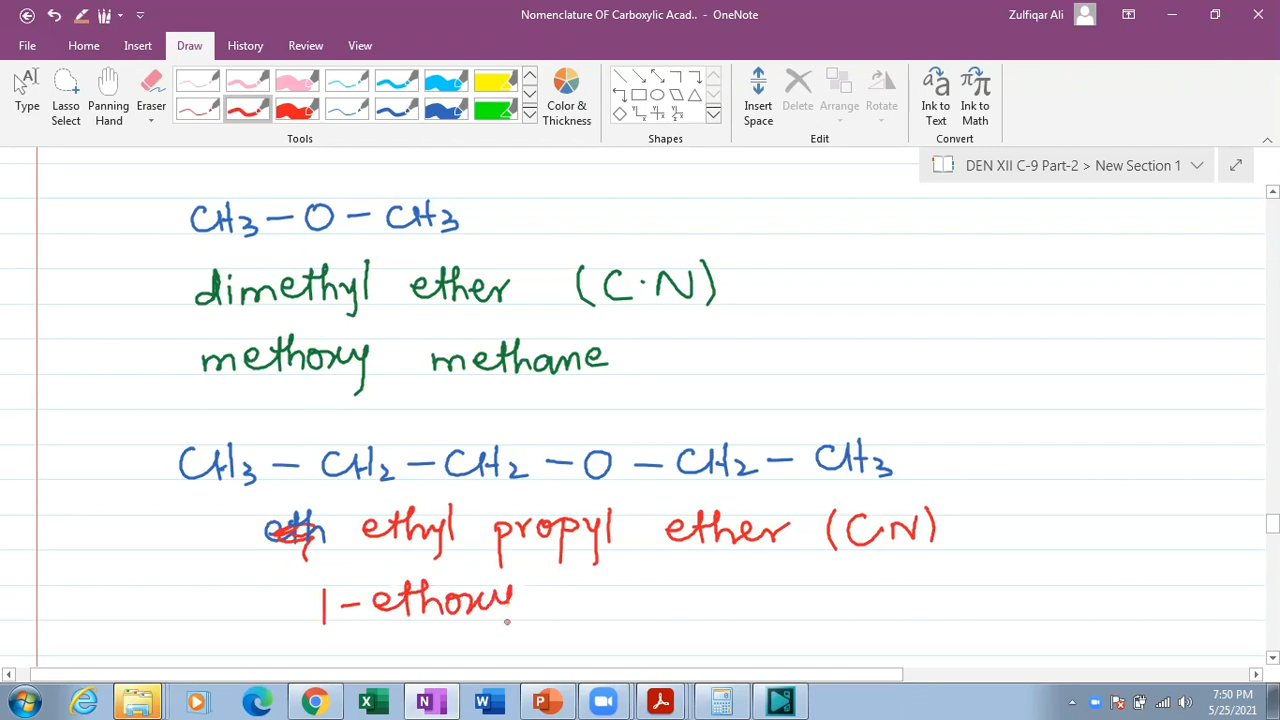 Nomenclature OF Carboxylic Acad.. - OneNote
Zulfiqar Ali
File Home Insert Draw History Review View
Type
Lasso Select
Panning Hand
Eraser
Color & Thickness
Insert Space
Delete
Arrange
Rotate
Ink to Text
Ink to Math
Tools
Shapes
Edit
Convert
DEN XII C-9 Part-2 > New Section 1
CH3 - O - CH3
dimethyl ether (C.N)
methoxy methane
CH3 - CH2 - CH2 - O - CH2 - CH3
eth ethyl propyl ether (C.N)
1-ethoxy
7:50 PM
5/25/2021